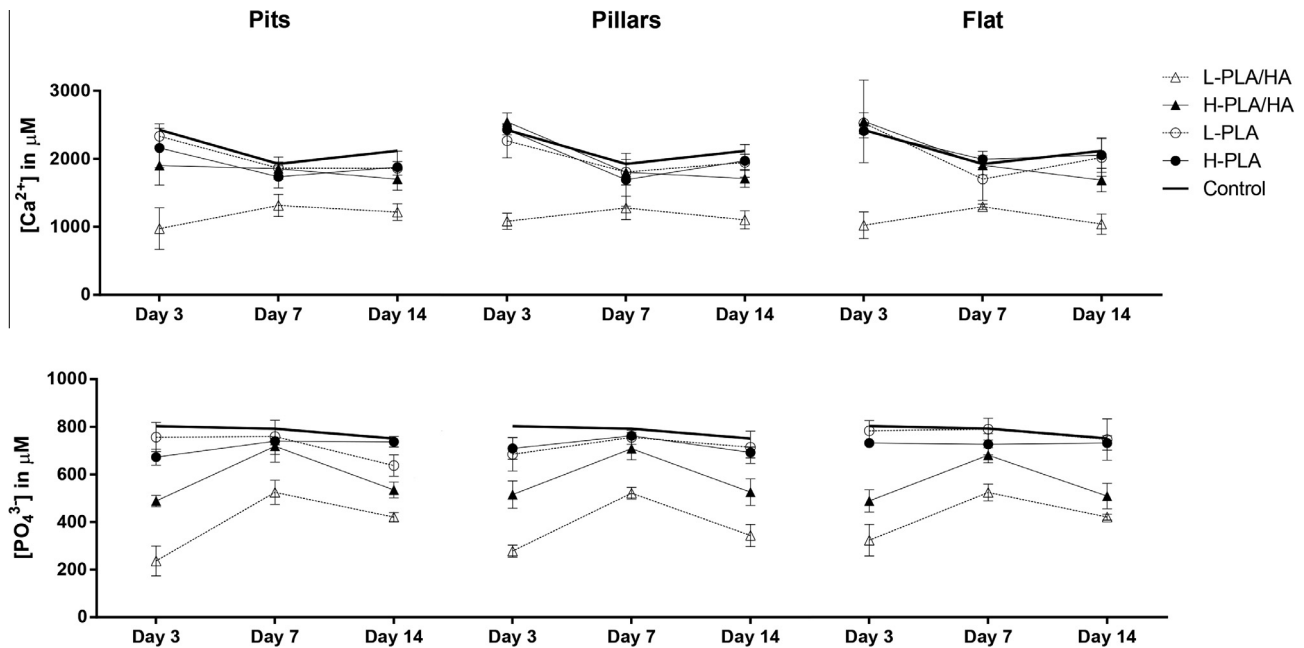 Pits Pillars Flat
[Ca²⁺] in µM
3000
2000
1000
0
Day 3 Day 7 Day 14 Day 3 Day 7 Day 14 Day 3 Day 7 Day 14
L-PLA/HA
H-PLA/HA
L-PLA
H-PLA
Control
[PO₄³⁻] in µM
1000
800
600
400
200
0
Day 3 Day 7 Day 14 Day 3 Day 7 Day 14 Day 3 Day 7 Day 14